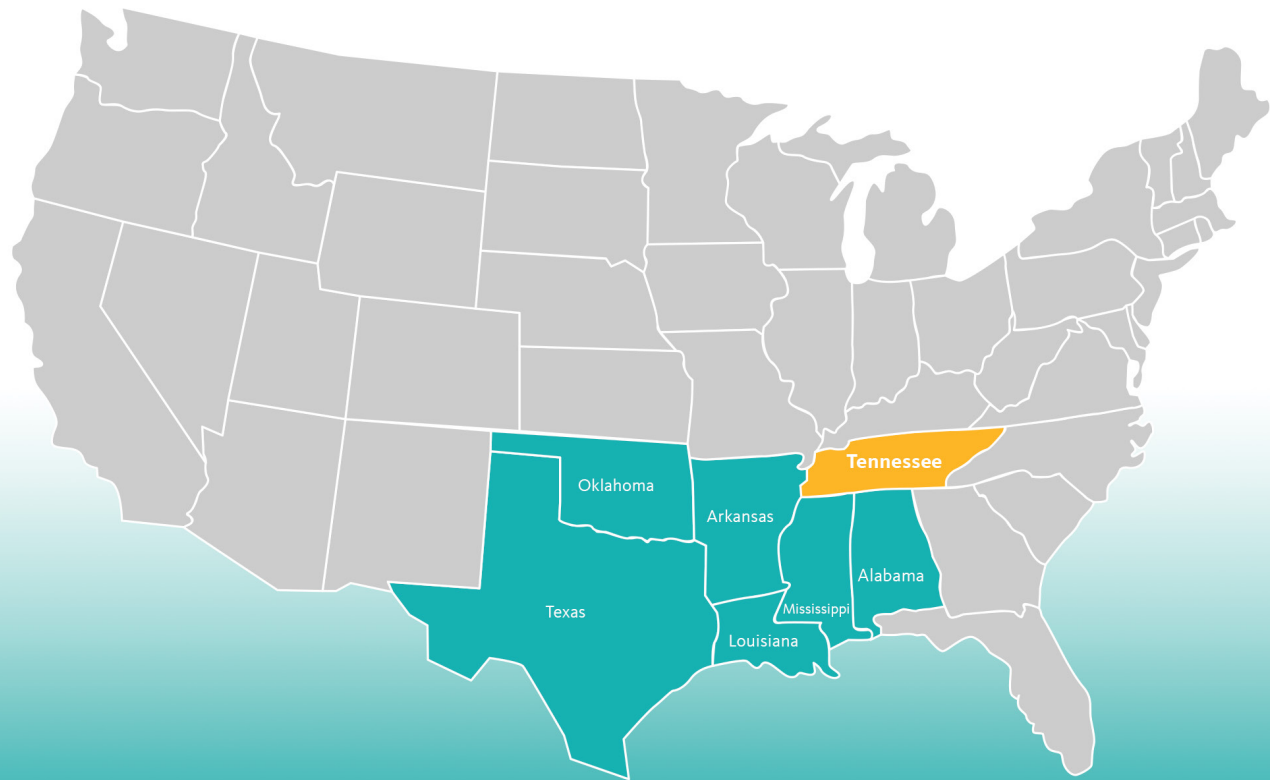 Tennessee
Oklahoma
Arkansas
Alabama
Mississippi
Texas
Louisiana